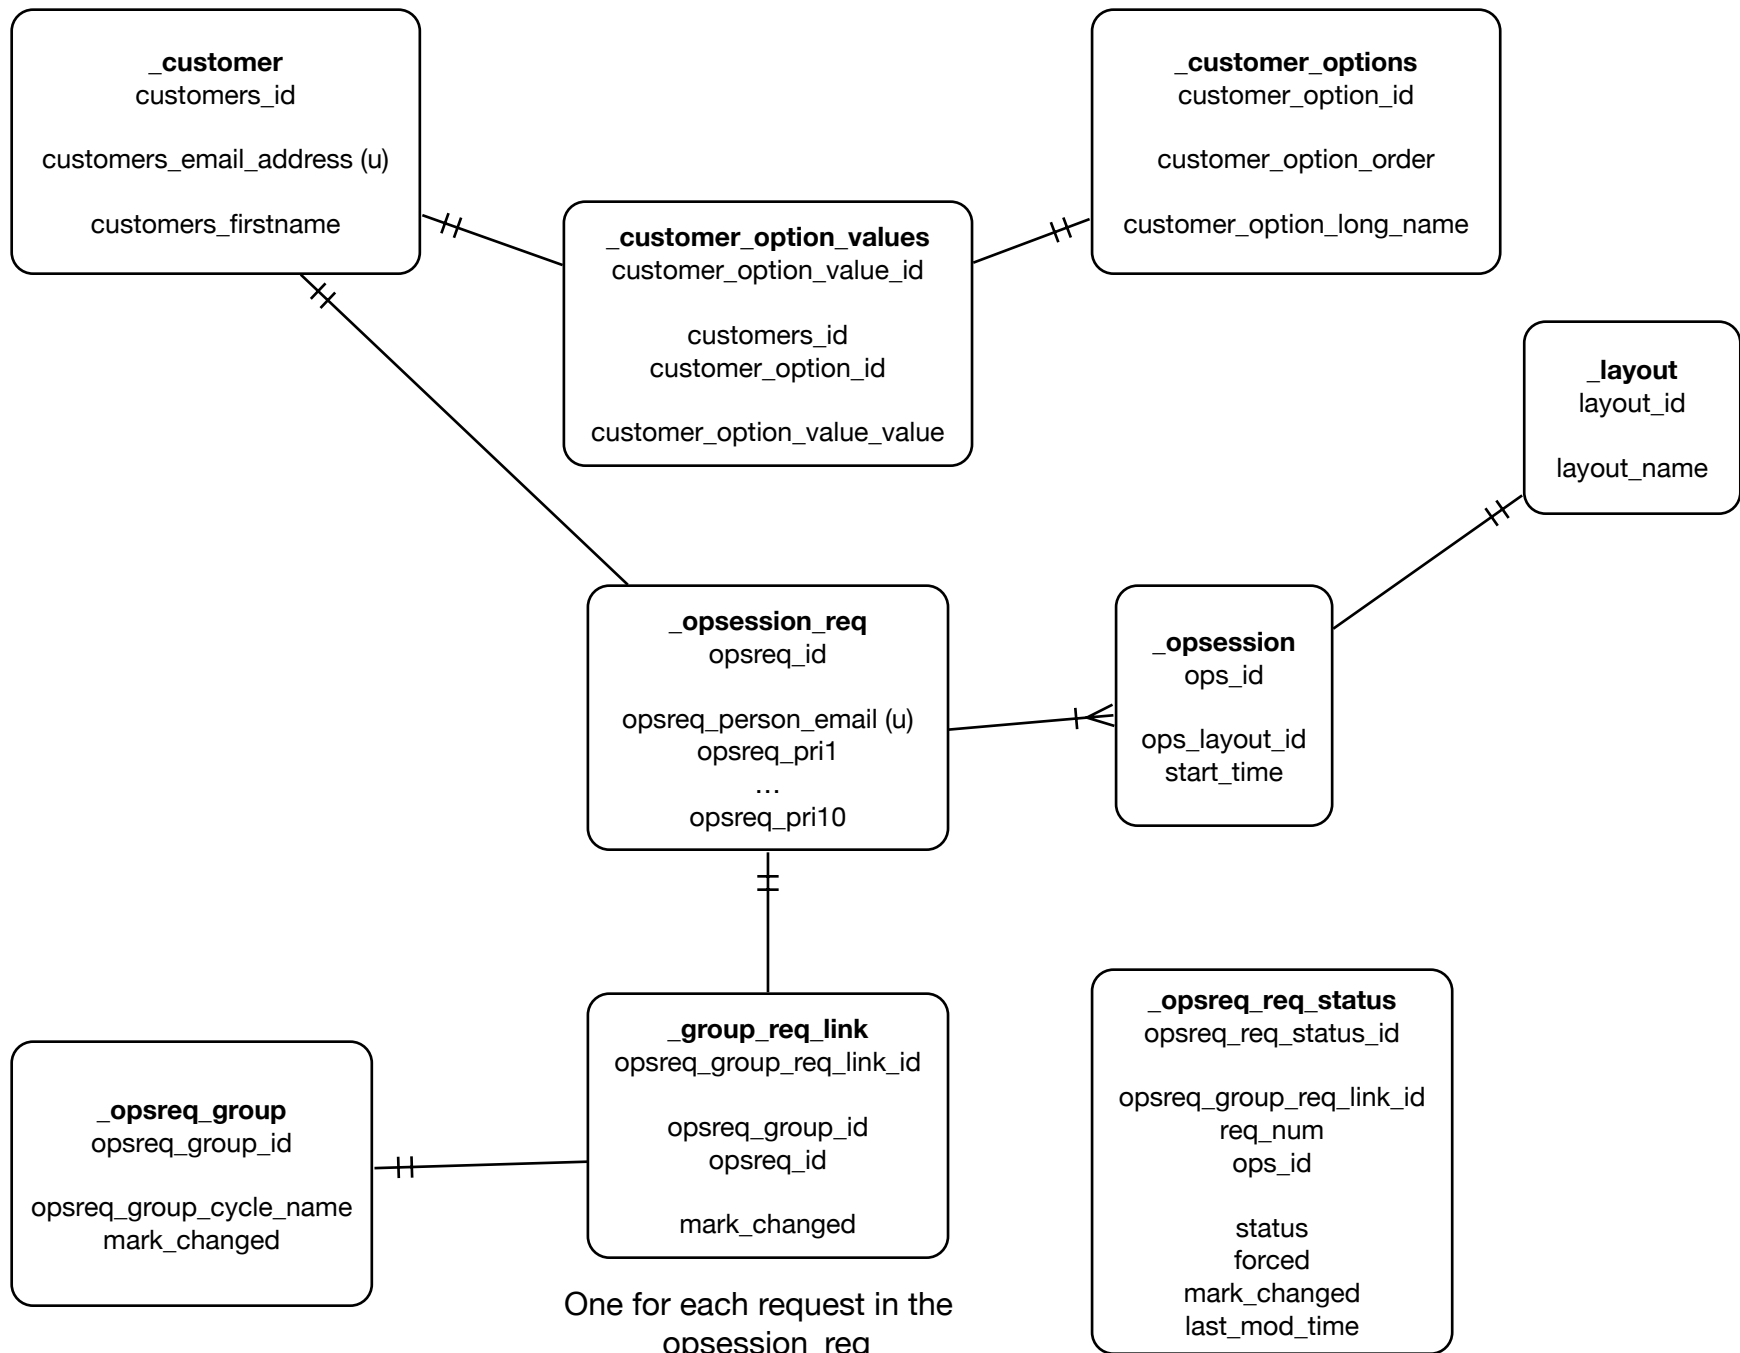 _customer
customers_id
customers_email_address (u)
customers_firstname
_customer_options
customer_option_id
customer_option_order
customer_option_long_name
_customer_option_values
customer_option_value_id
customers_id
customer_option_id
customer_option_value_value
_layout
layout_id
layout_name
_opsession_req
opsreq_id
opsreq_person_email (u)
opsreq_pri1
...
opsreq_pri10
_opsession
ops_id
ops_layout_id
start_time
_opsreq_group
opsreq_group_id
opsreq_group_cycle_name
mark_changed
_group_req_link
opsreq_group_req_link_id
opsreq_group_id
opsreq_id
mark_changed
One for each request in the
opsession_req
_opsreq_req_status
opsreq_req_status_id
opsreq_group_req_link_id
req_num
ops_id
status
forced
mark_changed
last_mod_time